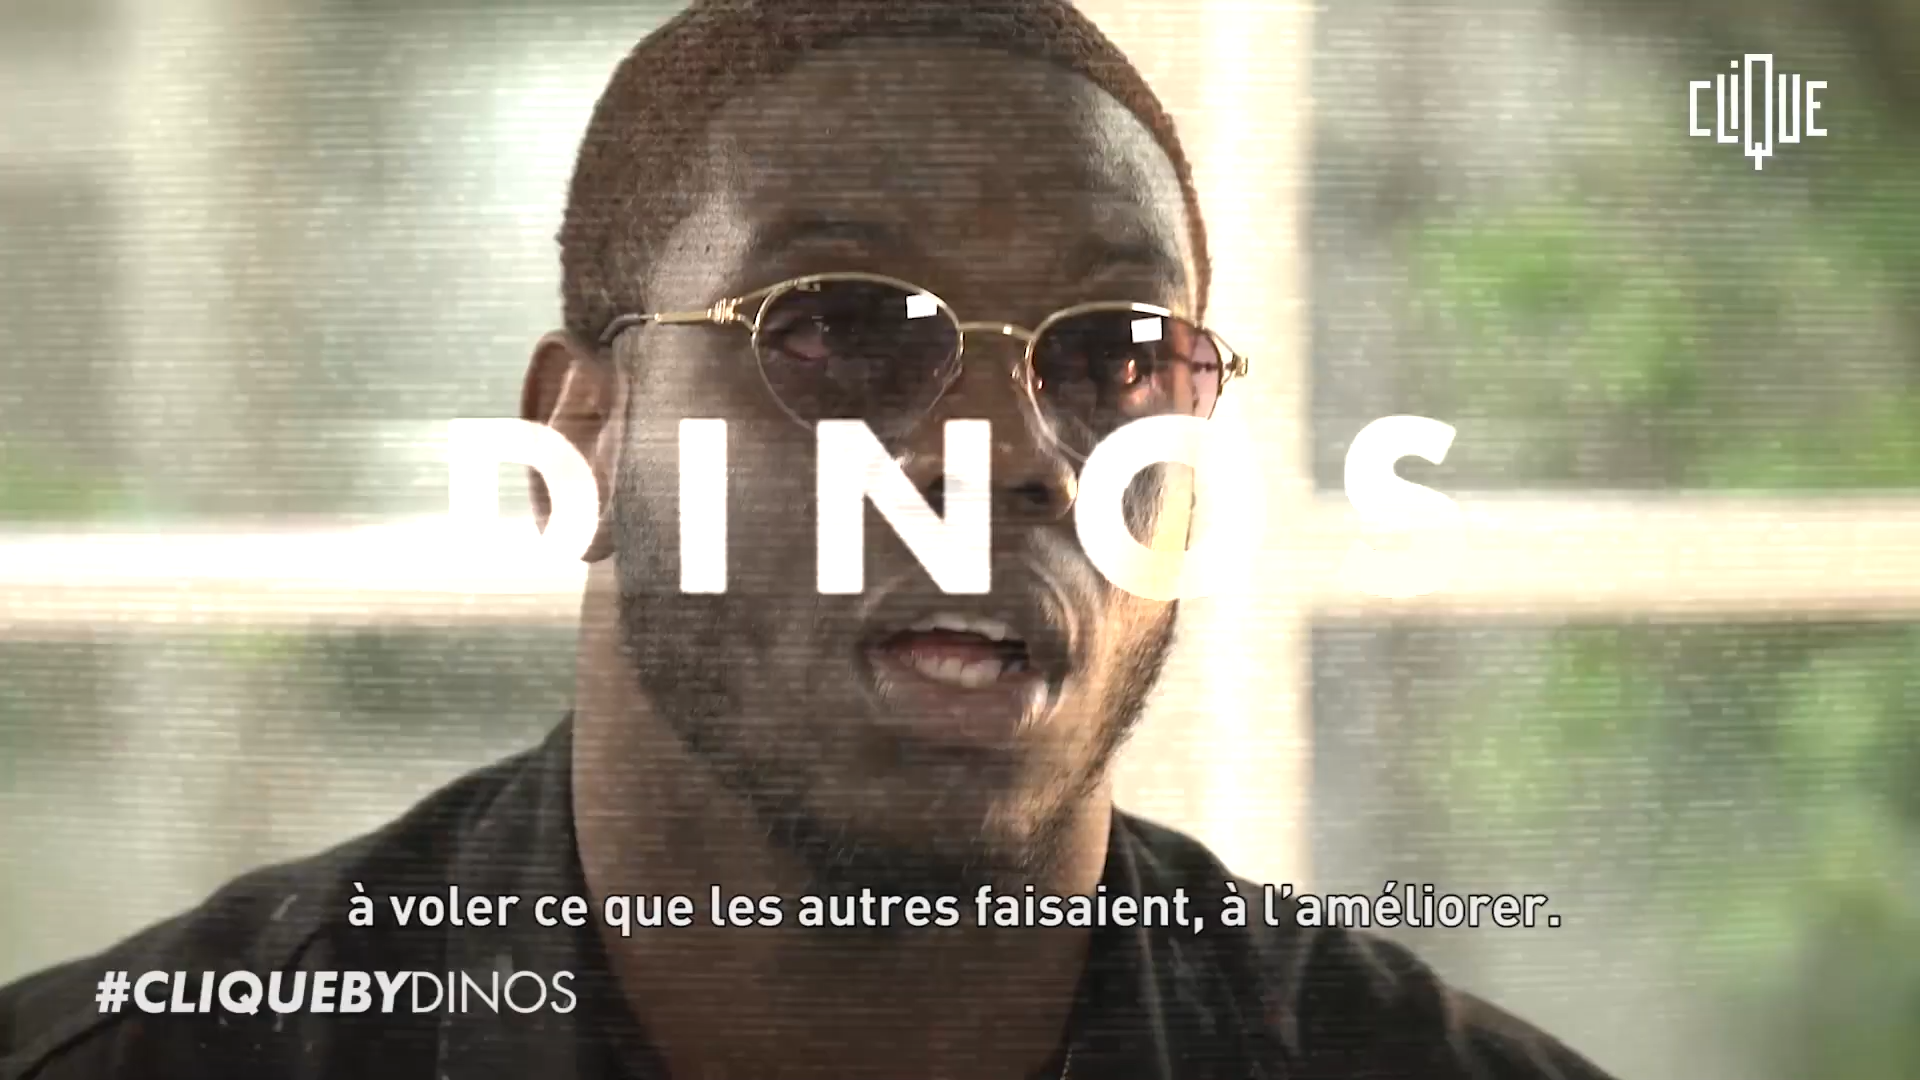 CLiQUE
DINOS
à voler ce que les autres faisaient, à l'améliorer.
#CLIQUEBYDINOS